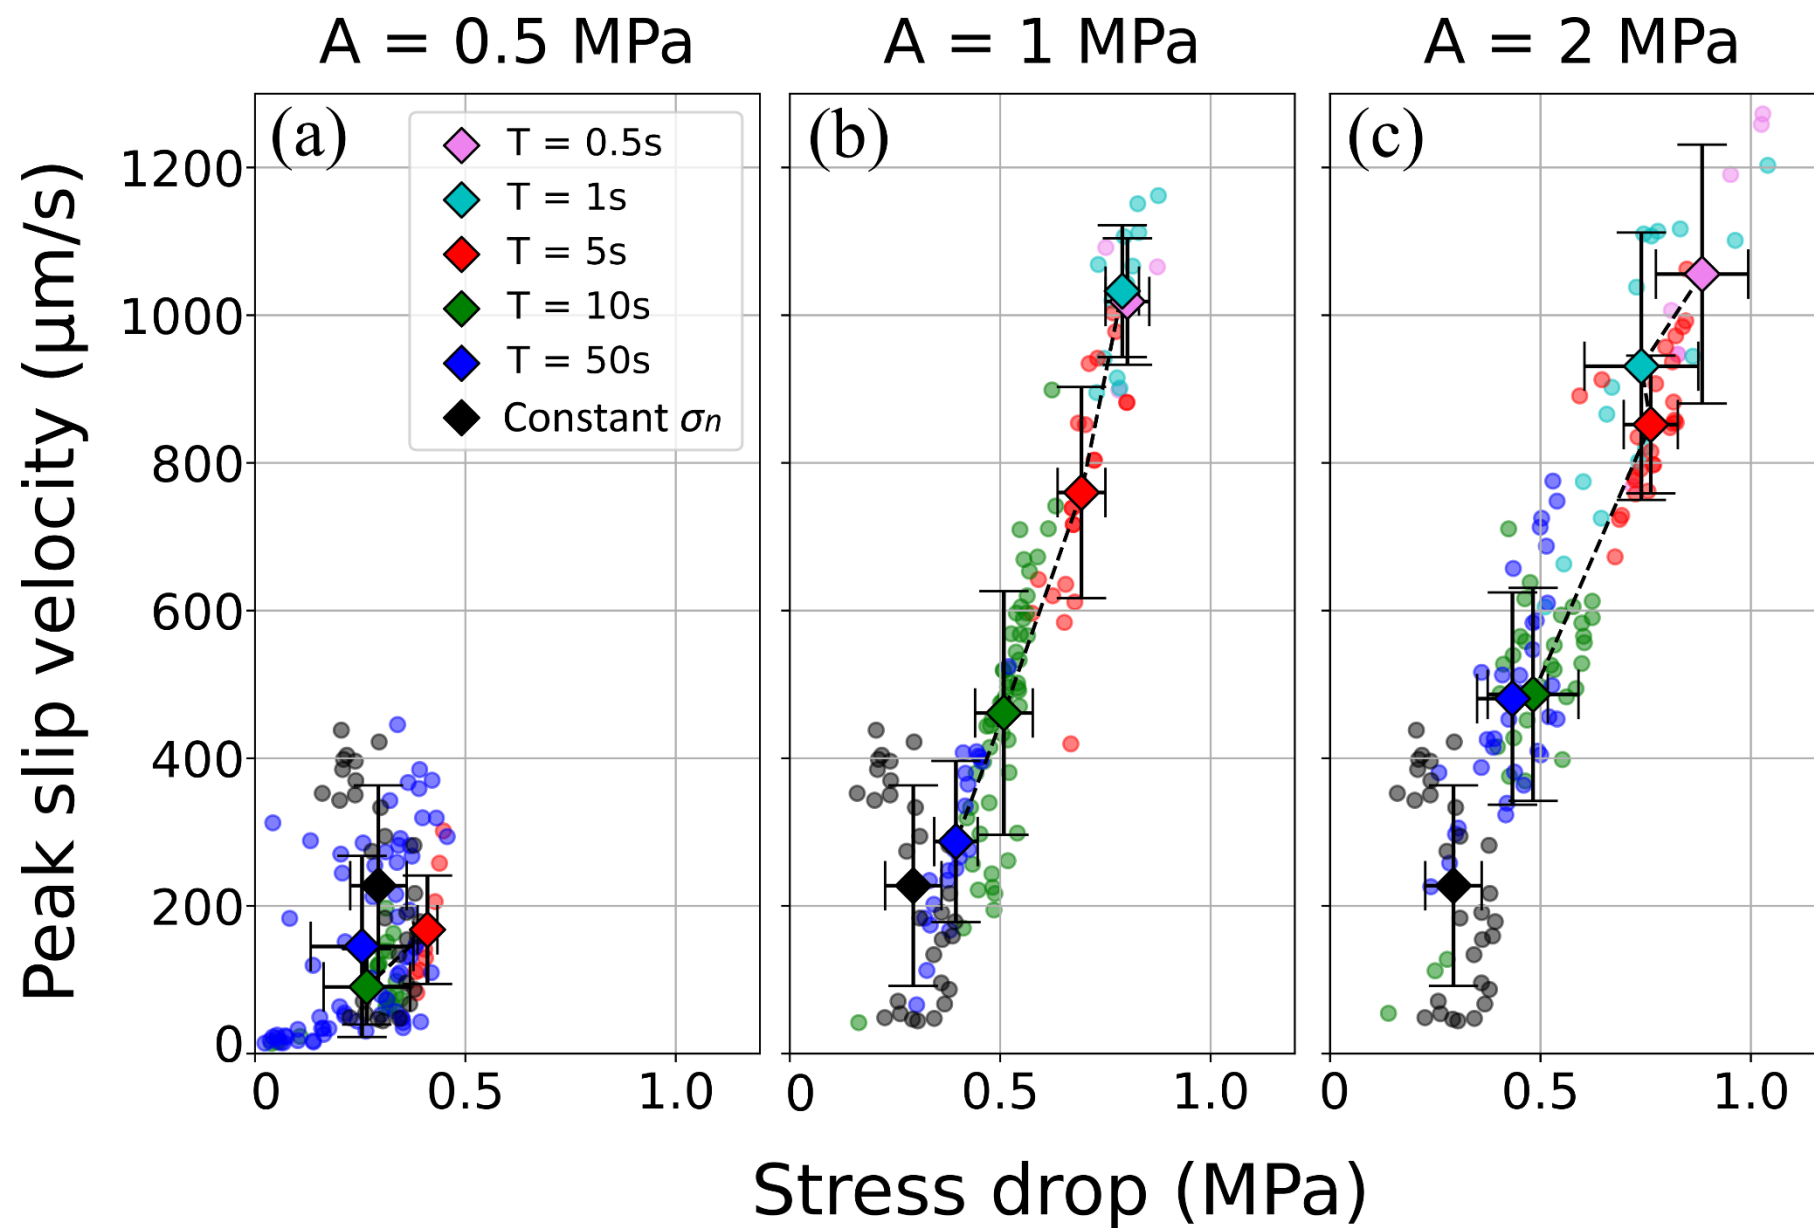 A = 0.5 MPa
A = 1 MPa
A = 2 MPa
(a)
(b)
(c)
T = 0.5s
T = 1s
T = 5s
T = 10s
T = 50s
Constant σn
Peak slip velocity (μm/s)
1200
1000
800
600
400
200
0
0 0.5 1.0
0 0.5 1.0
0 0.5 1.0
Stress drop (MPa)